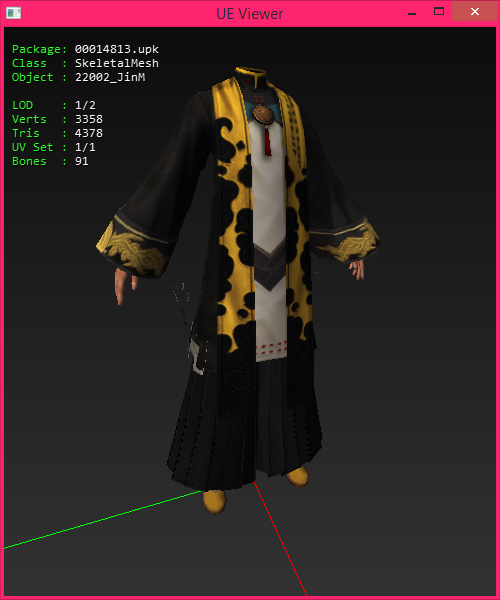 UE Viewer
Package: 00014813.upk
Class : SkeletalMesh
Object : 22002_JinM
LOD : 1/2
Verts : 3358
Tris : 4378
UV Set : 1/1
Bones : 91